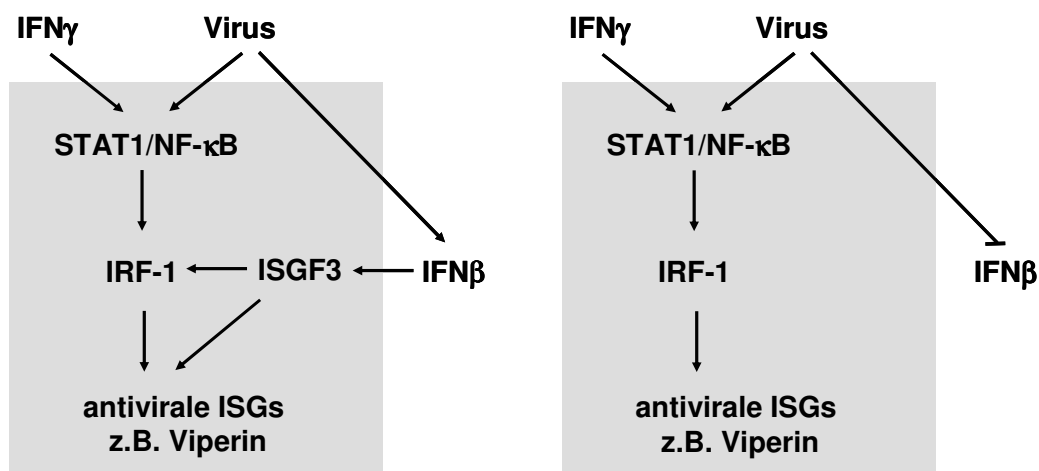 IFNγ Virus
STAT1/NF-κB
IRF-1 ISGF3 IFNβ
antivirale ISGs
z.B. Viperin
IFNγ Virus
STAT1/NF-κB
IRF-1 IFNβ
antivirale ISGs
z.B. Viperin